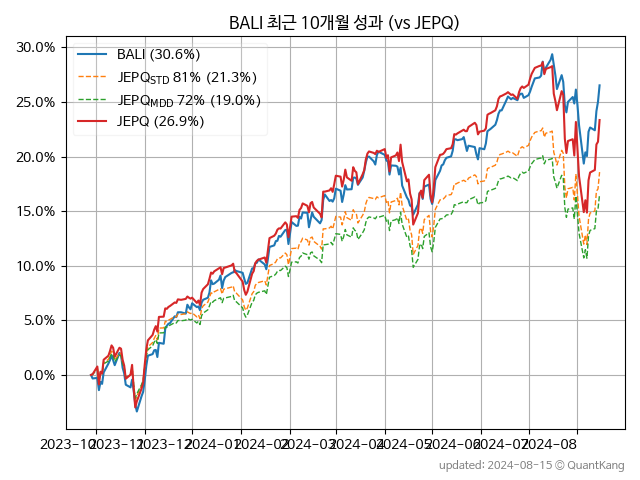 BALI 최근 10개월 성과 (vs JEPQ)
30.0%
25.0%
20.0%
15.0%
10.0%
5.0%
0.0%
BALI (30.6%)
JEPQSTD 81% (21.3%)
JEPQMDD 72% (19.0%)
JEPQ (26.9%)
2023-10 2023-11 2023-12 2024-01 2024-02 2024-03 2024-04 2024-05 2024-06 2024-07 2024-08
updated: 2024-08-15 © QuantKang